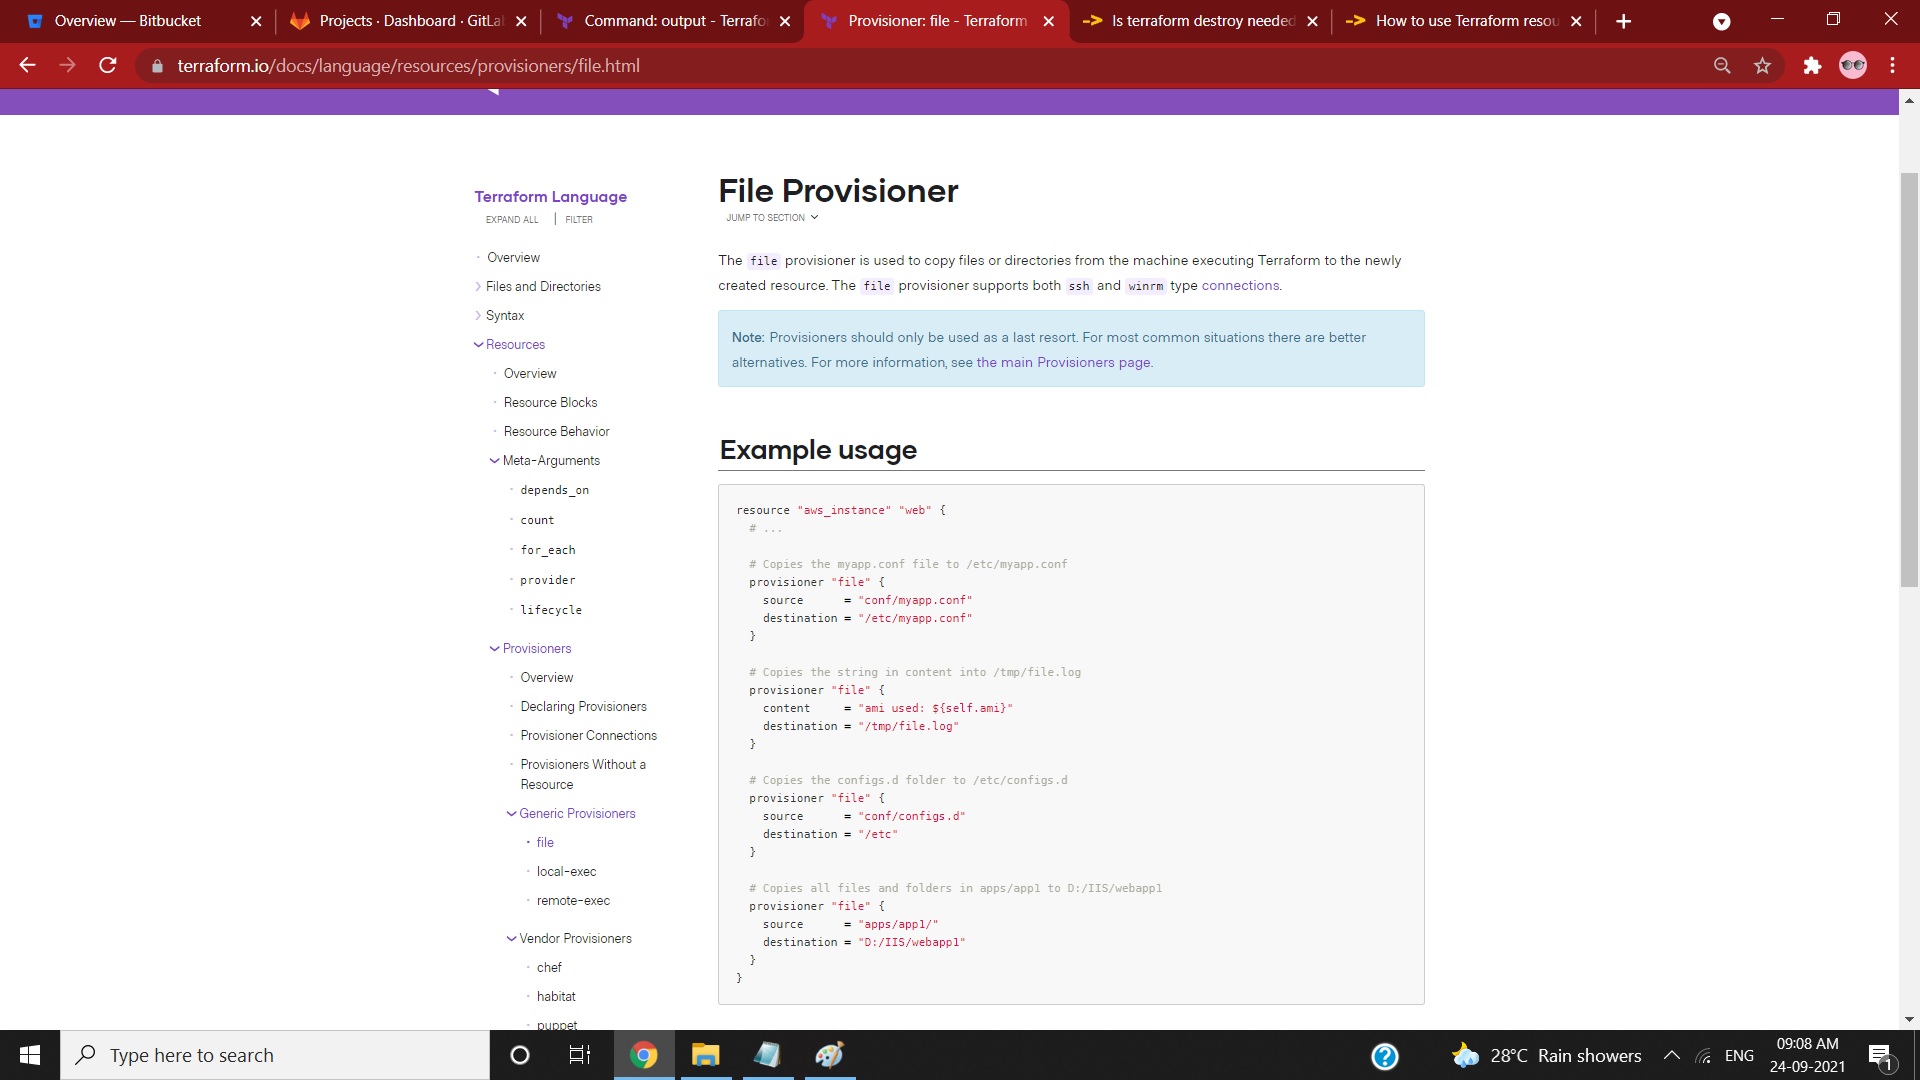 Overview — Bitbucket
Projects · Dashboard · GitLa
Command: output - Terrafo
Provisioner: file - Terraform
Is terraform destroy needed
How to use Terraform resou
terraform.io/docs/language/resources/provisioners/file.html
Terraform Language
EXPAND ALL | FILTER
Overview
Files and Directories
Syntax
Resources
Overview
Resource Blocks
Resource Behavior
Meta-Arguments
depends_on
count
for_each
provider
lifecycle
Provisioners
Overview
Declaring Provisioners
Provisioner Connections
Provisioners Without a
Resource
Generic Provisioners
file
local-exec
remote-exec
Vendor Provisioners
chef
habitat
puppet
File Provisioner
JUMP TO SECTION
The file provisioner is used to copy files or directories from the machine executing Terraform to the newly
created resource. The file provisioner supports both ssh and winrm type connections.
Note: Provisioners should only be used as a last resort. For most common situations there are better
alternatives. For more information, see the main Provisioners page.
Example usage
resource "aws_instance" "web" {
# ...
# Copies the myapp.conf file to /etc/myapp.conf
provisioner "file" {
source = "conf/myapp.conf"
destination = "/etc/myapp.conf"
}
# Copies the string in content into /tmp/file.log
provisioner "file" {
content = "ami used: ${self.ami}"
destination = "/tmp/file.log"
}
# Copies the configs.d folder to /etc/configs.d
provisioner "file" {
source = "conf/configs.d"
destination = "/etc"
}
# Copies all files and folders in apps/app1 to D:/IIS/webapp1
provisioner "file" {
source = "apps/app1/"
destination = "D:/IIS/webapp1"
}
}
Type here to search
28°C Rain showers
ENG
09:08 AM
24-09-2021
1